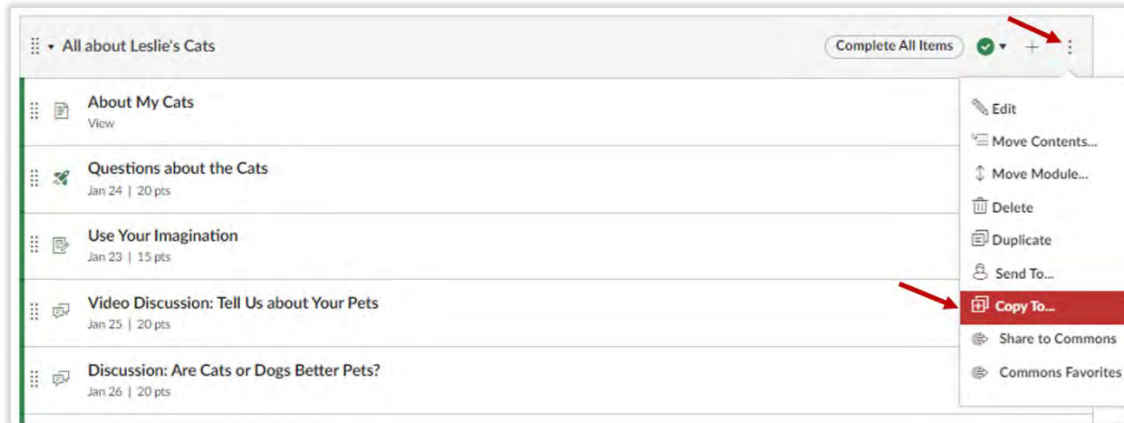 All about Leslie's Cats
Complete All Items
About My Cats
View
Questions about the Cats
Jan 24 | 20 pts
Use Your Imagination
Jan 23 | 15 pts
Video Discussion: Tell Us about Your Pets
Jan 25 | 20 pts
Discussion: Are Cats or Dogs Better Pets?
Jan 26 | 20 pts
Edit
Move Contents...
Move Module...
Delete
Duplicate
Send To...
Copy To...
Share to Commons
Commons Favorites